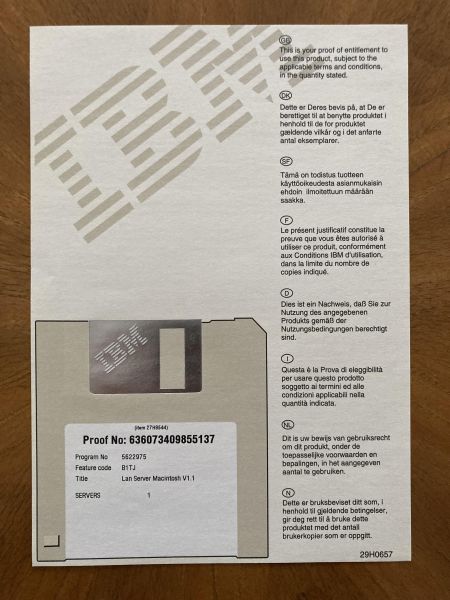 IBM
GB
This is your proof of entitlement to
use this product, subject to the
applicable terms and conditions,
in the quantity stated.
DK
Dette er Deres bevis på, at De er
berettiget til at benytte produktet i
henhold til de for produktet
gældende vilkår og i det anførte
antal eksemplarer.
SF
Tämä on todistus tuotteen
käyttöoikeudesta asianmukaisin
ehdoin ilmoitettuun määrään
saakka.
F
Le présent justificatif constitue la
preuve que vous êtes autorisé à
utiliser ce produit, conformément
aux Conditions IBM d'utilisation,
dans la limite du nombre de
copies indiqué.
D
Dies ist ein Nachweis, daß Sie zur
Nutzung des angegebenen
Produkts gemäß der
Nutzungsbedingungen berechtigt
sind.
I
Questa è la Prova di eleggibilità
per usare questo prodotto
soggetto ai termini ed alle
condizioni applicabili nella
quantità indicata.
NL
Dit is uw bewijs van gebruiksrecht
om dit produkt, onder de
toepasselijke voorwaarden en
bepalingen, in het aangegeven
aantal te gebruiken.
N
Dette er bruksbeviset ditt som, i
henhold til gjeldende betingelser,
gir deg rett til å bruke dette
produktet med det antall
brukerkopier som er oppgitt.
29H0657
IBM
(item 27H9544)
Proof No: 636073409855137
Program No 5622975
Feature code B1TJ
Title Lan Server Macintosh V1.1
SERVERS 1